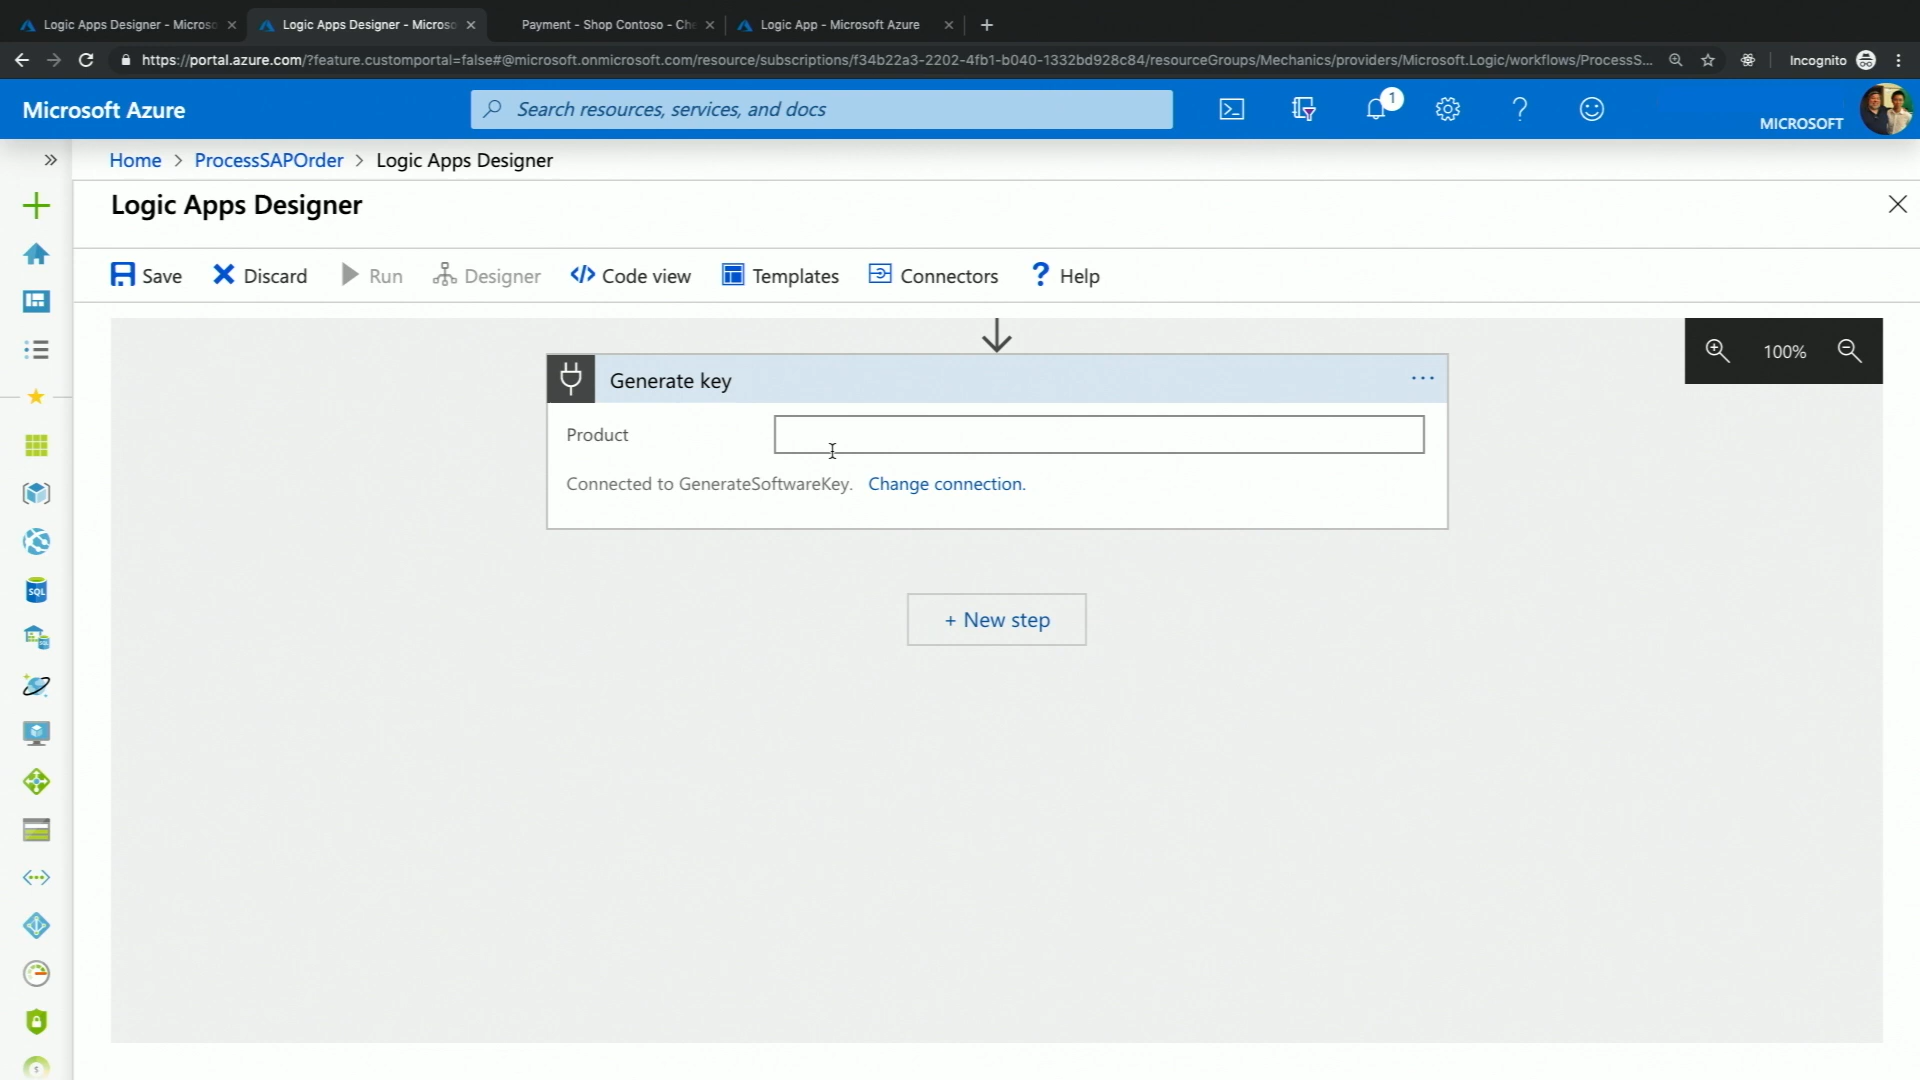 Logic Apps Designer - Microso
Logic Apps Designer - Microso
Payment - Shop Contoso - Che
Logic App - Microsoft Azure
https://portal.azure.com/?feature.customportal=false#@microsoft.onmicrosoft.com/resource/subscriptions/f34b22a3-2202-4fb1-b040-1332bd928c84/resourceGroups/Mechanics/providers/Microsoft.Logic/workflows/ProcessS...
Incognito
Microsoft Azure
Search resources, services, and docs
1
MICROSOFT
Home > ProcessSAPOrder > Logic Apps Designer
Logic Apps Designer
Save
Discard
Run
Designer
Code view
Templates
Connectors
Help
100%
Generate key
Product
Connected to GenerateSoftwareKey. Change connection.
+ New step
SQL